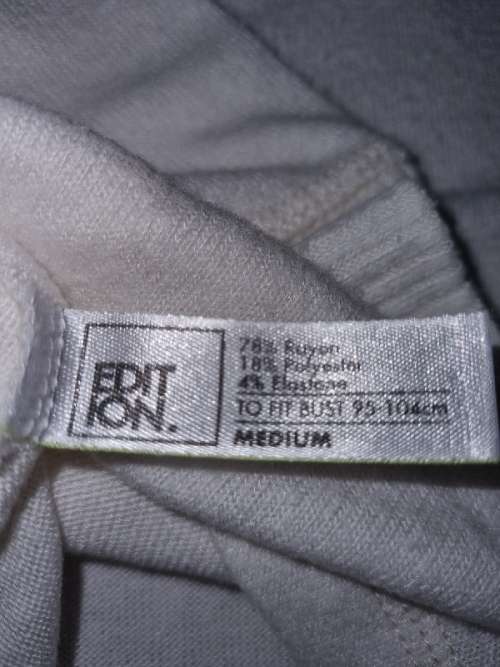 EDIT
ION.
78% Rayon
18% Polyester
4% Elastane
TO FIT BUST 95-104cm
MEDIUM